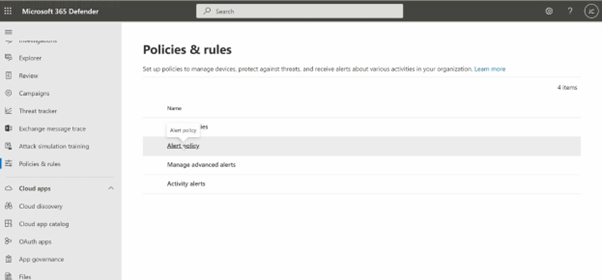 Microsoft 365 Defender
Search
?
JC
Investigations
Explorer
Review
Campaigns
Threat tracker
Exchange message trace
Attack simulation training
Policies & rules
Cloud apps
Cloud discovery
Cloud app catalog
OAuth apps
App governance
Files
Policies & rules
Set up policies to manage devices, protect against threats, and receive alerts about various activities in your organization. Learn more
4 items
Name
ies
Alert policy
Alert policy
Manage advanced alerts
Activity alerts